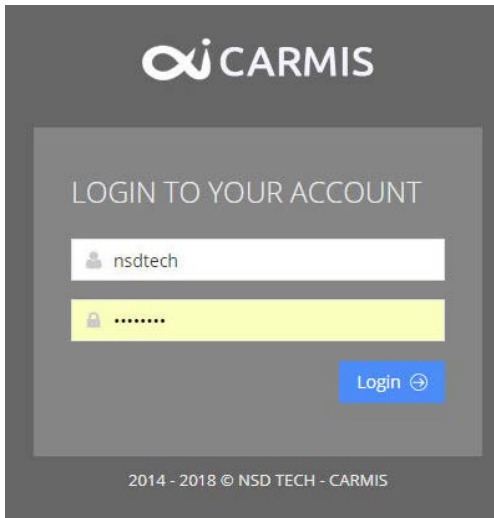 CARMIS
LOGIN TO YOUR ACCOUNT
nsdtech
••••••••
Login
2014 - 2018 © NSD TECH - CARMIS